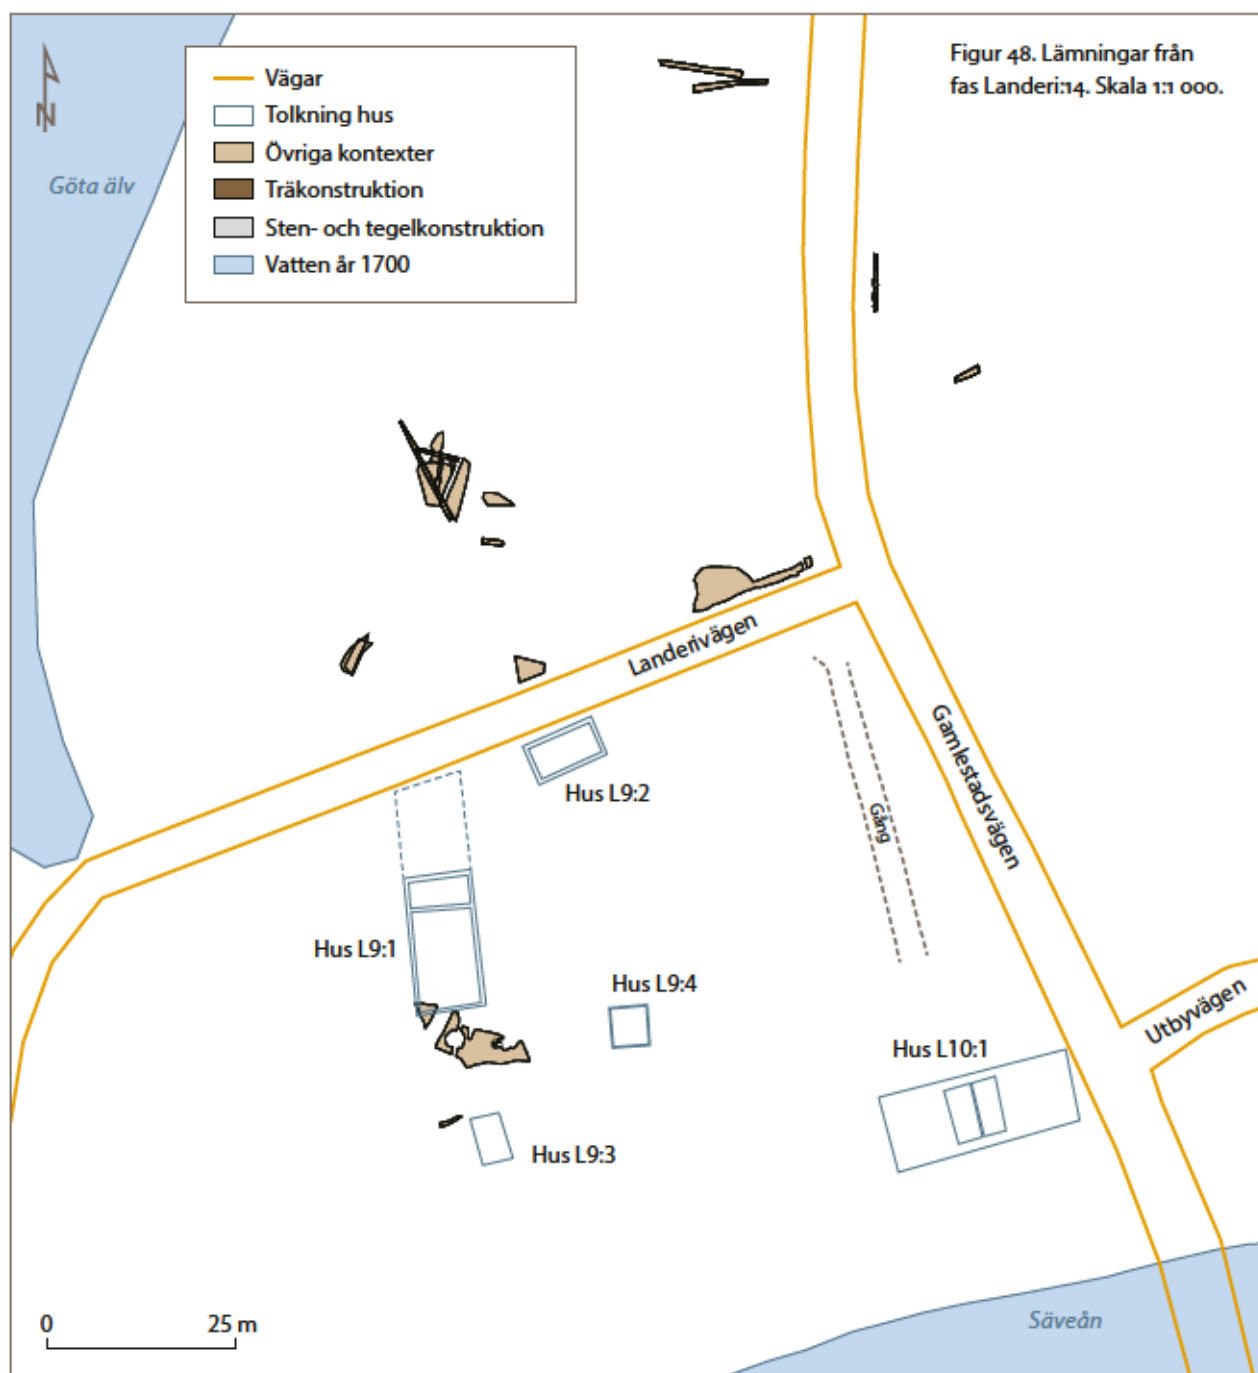 Figur 48. Lämningar från
fas Landeri:14. Skala 1:1 000.
N
Vägar
Tolkning hus
Övriga kontexter
Träkonstruktion
Sten- och tegelkonstruktion
Vatten år 1700
Göta älv
Landerivägen
Gamlestadsvägen
Gång
Utbyvägen
Hus L9:2
Hus L9:1
Hus L9:4
Hus L10:1
Hus L9:3
Säveån
0
25 m